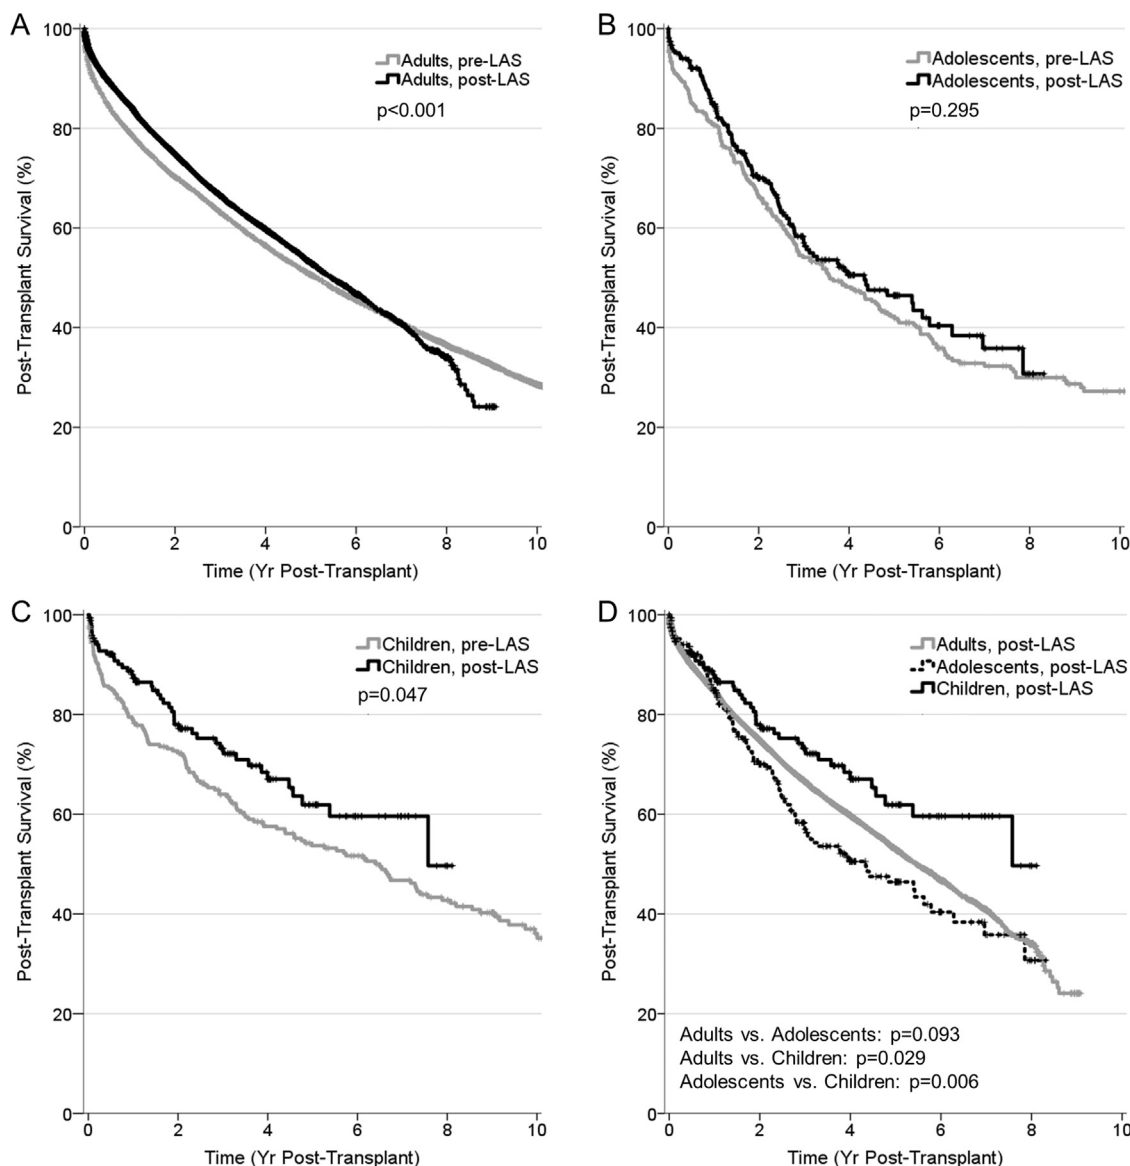 A
Adults, pre-LAS
Adults, post-LAS
p<0.001
Post-Transplant Survival (%)
100
80
60
40
20
0
0 2 4 6 8 10
Time (Yr Post-Transplant)
B
Adolescents, pre-LAS
Adolescents, post-LAS
p=0.295
Post-Transplant Survival (%)
100
80
60
40
20
0
0 2 4 6 8 10
Time (Yr Post-Transplant)
C
Children, pre-LAS
Children, post-LAS
p=0.047
Post-Transplant Survival (%)
100
80
60
40
20
0
0 2 4 6 8 10
Time (Yr Post-Transplant)
D
Adults, post-LAS
Adolescents, post-LAS
Children, post-LAS
Post-Transplant Survival (%)
100
80
60
40
20
0
Adults vs. Adolescents: p=0.093
Adults vs. Children: p=0.029
Adolescents vs. Children: p=0.006
0 2 4 6 8 10
Time (Yr Post-Transplant)